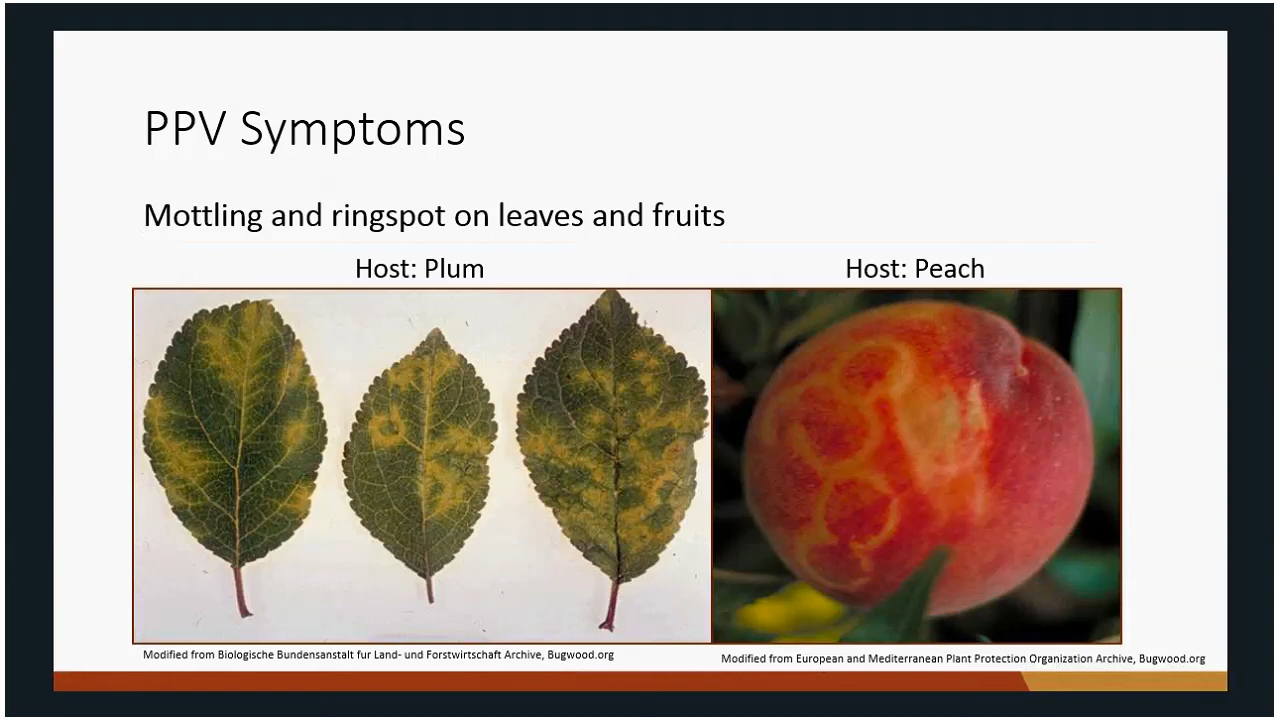 PPV Symptoms
Mottling and ringspot on leaves and fruits
Host: Plum
Host: Peach
Modified from Biologische Bundesanstalt fur Land- und Forstwirtschaft Archive, Bugwood.org
Modified from European and Mediterranean Plant Protection Organization Archive, Bugwood.org